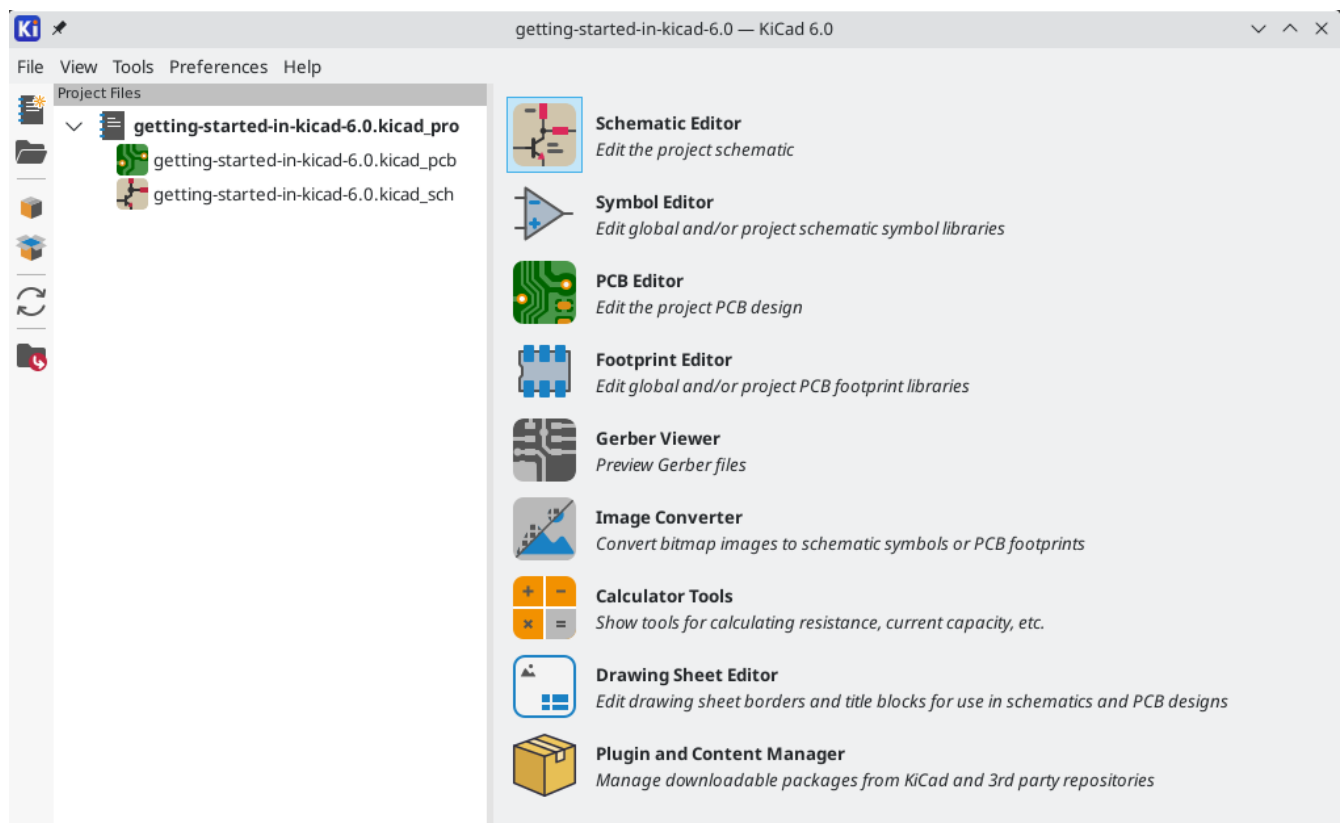 Ki
getting-started-in-kicad-6.0 — KiCad 6.0
File View Tools Preferences Help
Project Files
getting-started-in-kicad-6.0.kicad_pro
getting-started-in-kicad-6.0.kicad_pcb
getting-started-in-kicad-6.0.kicad_sch
Schematic Editor
Edit the project schematic
Symbol Editor
Edit global and/or project schematic symbol libraries
PCB Editor
Edit the project PCB design
Footprint Editor
Edit global and/or project PCB footprint libraries
Gerber Viewer
Preview Gerber files
Image Converter
Convert bitmap images to schematic symbols or PCB footprints
Calculator Tools
Show tools for calculating resistance, current capacity, etc.
Drawing Sheet Editor
Edit drawing sheet borders and title blocks for use in schematics and PCB designs
Plugin and Content Manager
Manage downloadable packages from KiCad and 3rd party repositories